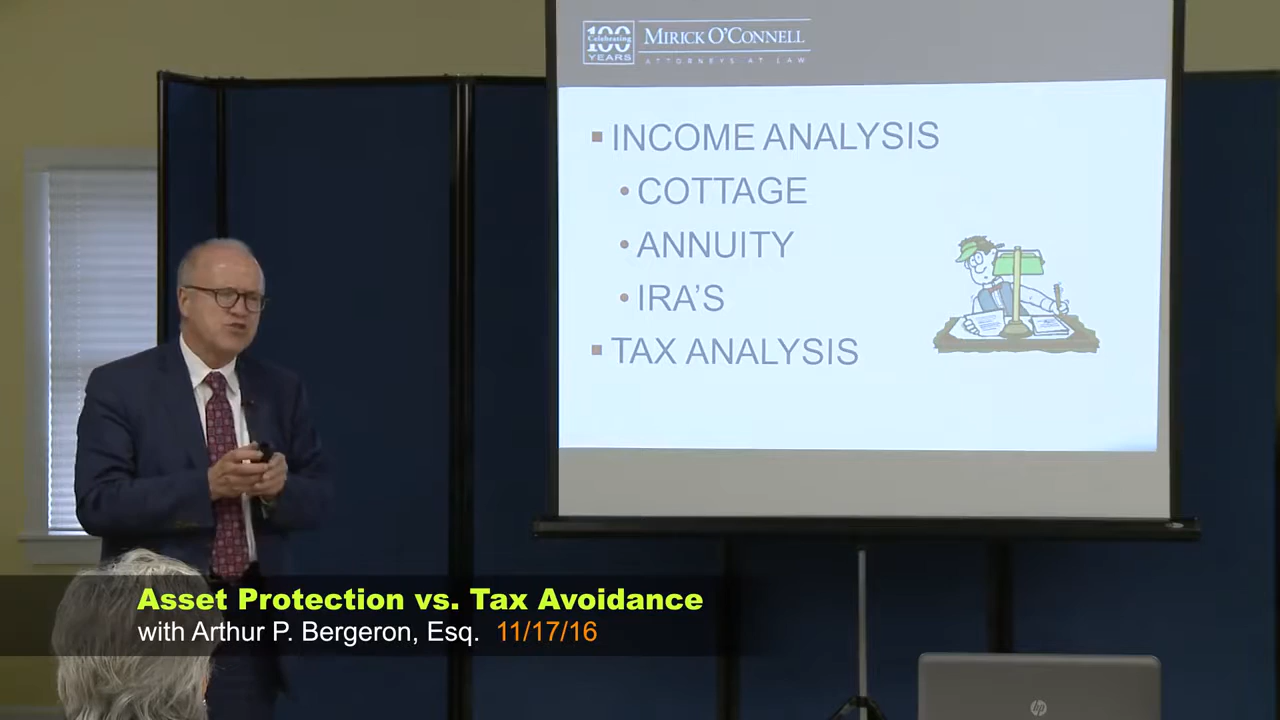 Celebrating
100
YEARS
MIRICK O'CONNELL
ATTORNEYS AT LAW
▪ INCOME ANALYSIS
• COTTAGE
• ANNUITY
• IRA'S
▪ TAX ANALYSIS
Asset Protection vs. Tax Avoidance
with Arthur P. Bergeron, Esq. 11/17/16
hp